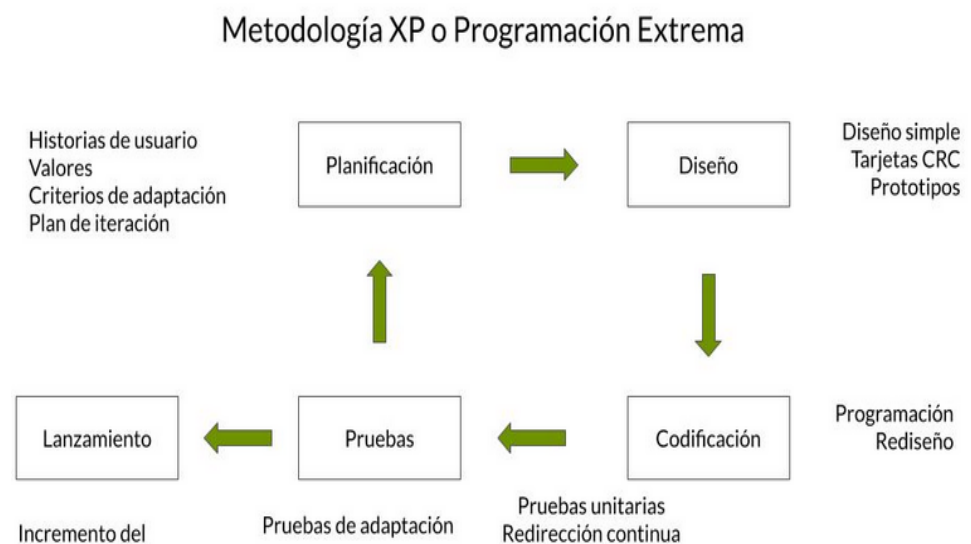 Metodología XP o Programación Extrema
Historias de usuario
Valores
Criterios de adaptación
Plan de iteración
Planificación
Diseño
Diseño simple
Tarjetas CRC
Prototipos
Lanzamiento
Pruebas
Codificación
Programación
Rediseño
Incremento del
Pruebas de adaptación
Pruebas unitarias
Redirección continua